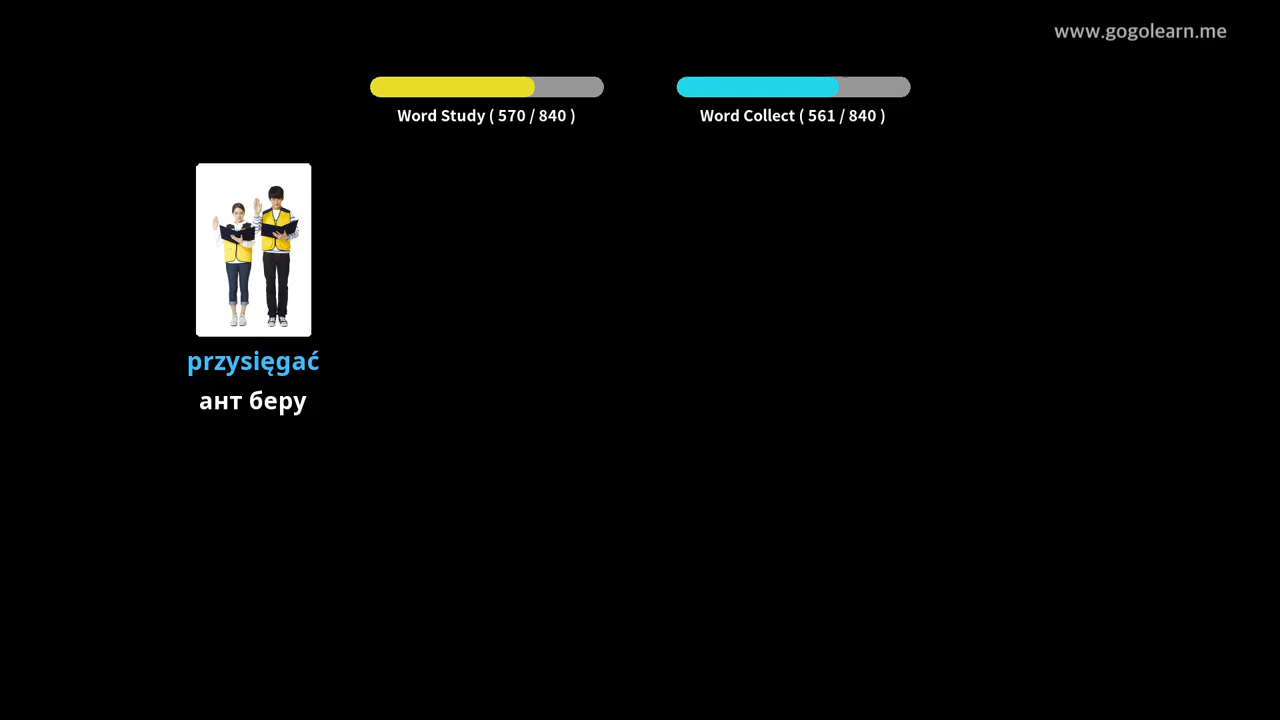 www.gogolearn.me
Word Study ( 570 / 840 )
Word Collect ( 561 / 840 )
przysięgać
ант беру